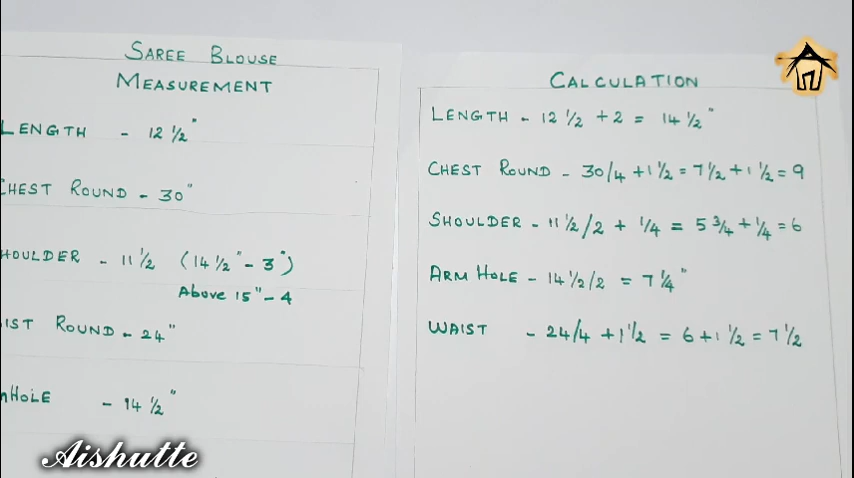 SAREE BLOUSE
MEASUREMENT
LENGTH - 12 1/2"
CHEST ROUND - 30"
HOULDER - 11 1/2 (14 1/2" - 3")
Above 15" - 4
IST ROUND - 24"
MHOLE - 14 1/2"
Aishutte
CALCULATION
LENGTH - 12 1/2 + 2 = 14 1/2"
CHEST ROUND - 30/4 + 1 1/2 = 7 1/2 + 1 1/2 = 9
SHOULDER - 11 1/2/2 + 1/4 = 5 3/4 + 1/4 = 6
ARM HOLE - 14 1/2/2 = 7 1/4"
WAIST - 24/4 + 1 1/2 = 6 + 1 1/2 = 7 1/2